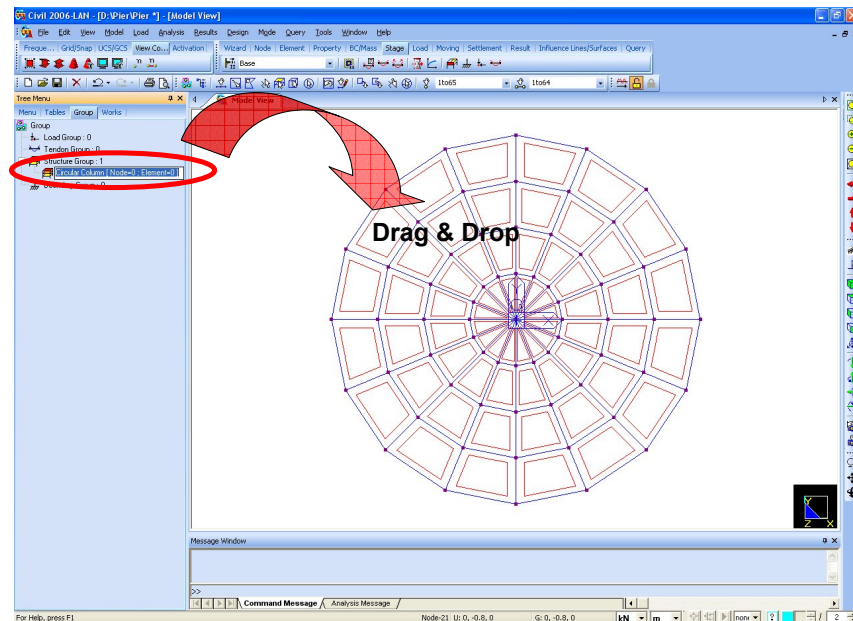 Civil 2006-LAN - [D:\Pier\Pier *] - [Model View]
File Edit View Model Load Analysis Results Design Mode Query Tools Window Help
Freque... Grid/Snap UCS/GCS View Co... Activation Wizard Node Element Property BC/Mass Stage Load Moving Settlement Result Influence Lines/Surfaces Query
Base
1to65 1to64
Tree Menu
Model View
Menu Tables Group Works
Group
Load Group : 0
Tendon Group : 0
Structure Group : 1
Circular Column [ Node=0 : Element=0 ]
Drag & Drop
Y
X
Y
Z X
Message Window
>>
Command Message Analysis Message
For Help, press F1 Node-21 U: 0, -0.8, 0 G: 0, -0.8, 0 kN m non 2